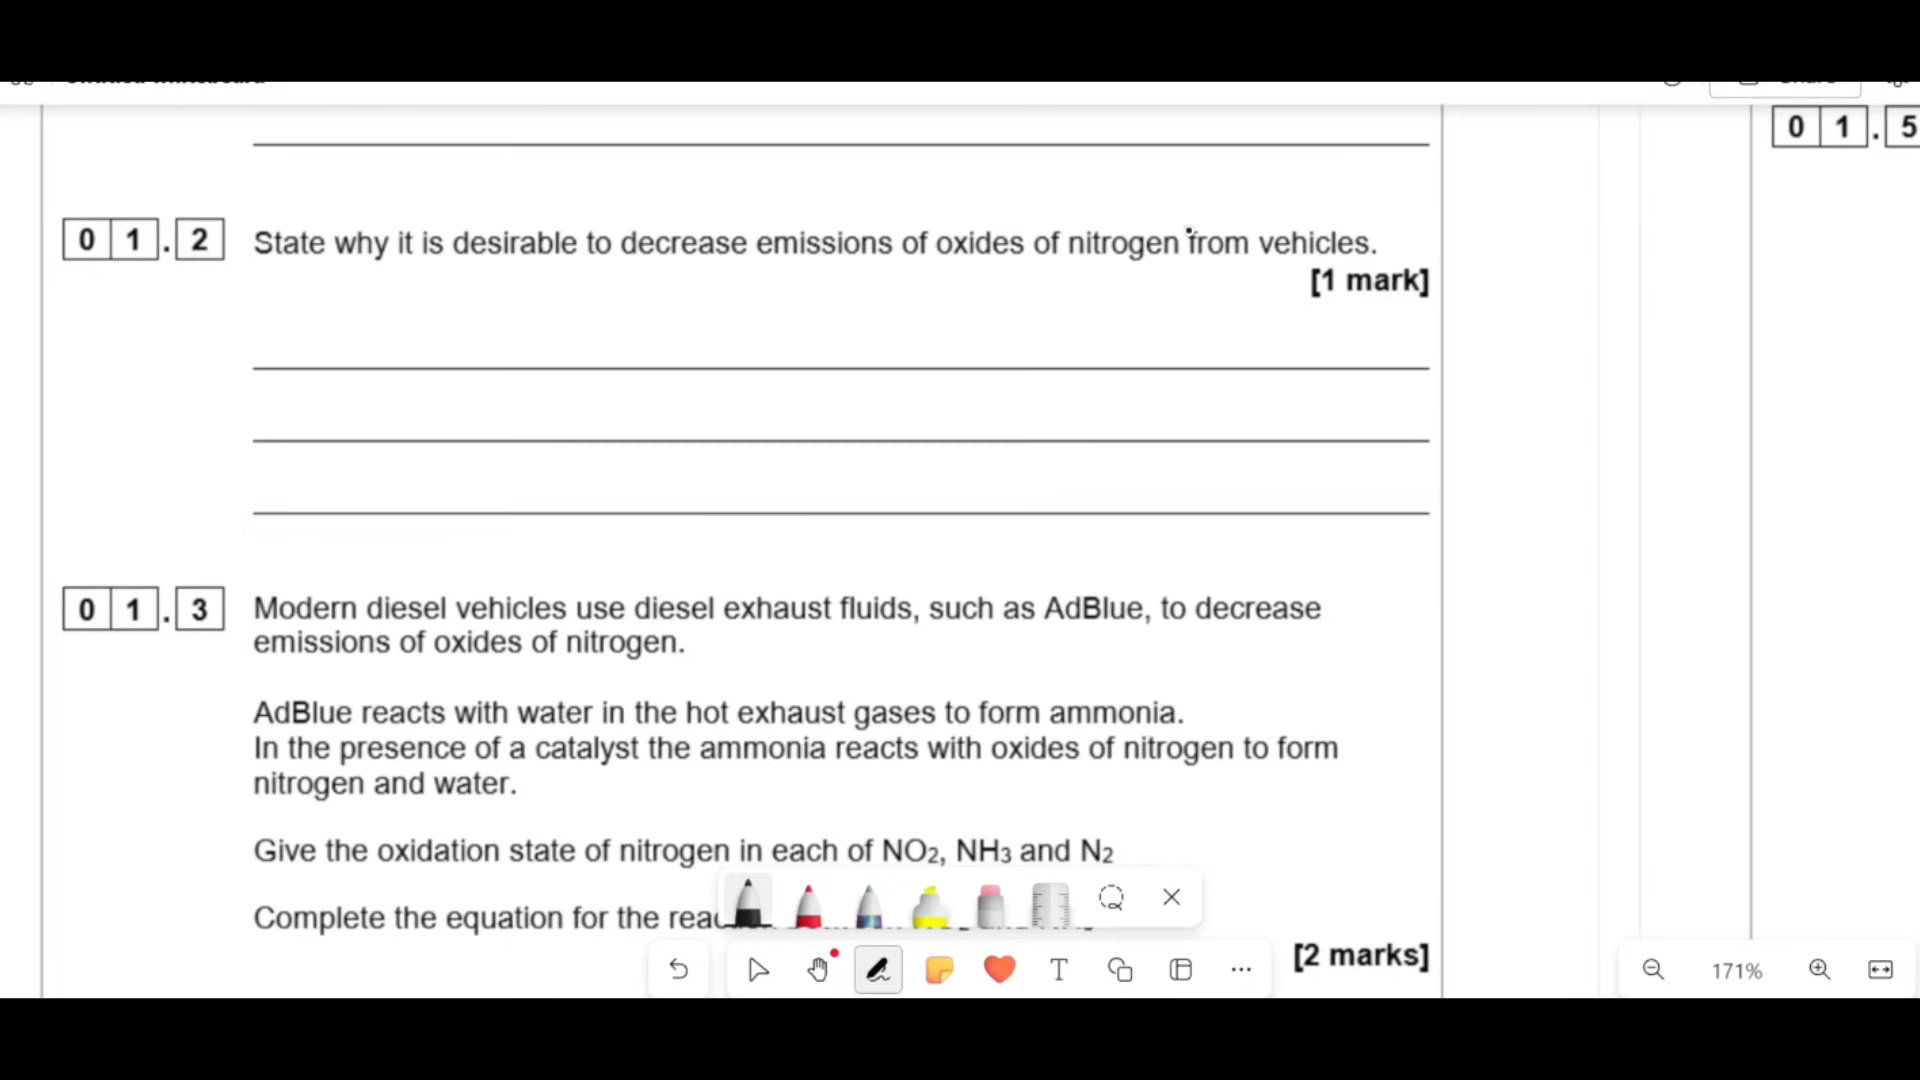 0 1 . 5
0 1 . 2 State why it is desirable to decrease emissions of oxides of nitrogen from vehicles.
[1 mark]
0 1 . 3 Modern diesel vehicles use diesel exhaust fluids, such as AdBlue, to decrease
emissions of oxides of nitrogen.
AdBlue reacts with water in the hot exhaust gases to form ammonia.
In the presence of a catalyst the ammonia reacts with oxides of nitrogen to form
nitrogen and water.
Give the oxidation state of nitrogen in each of NO₂, NH₃ and N₂
Complete the equation for the
[2 marks]
171%